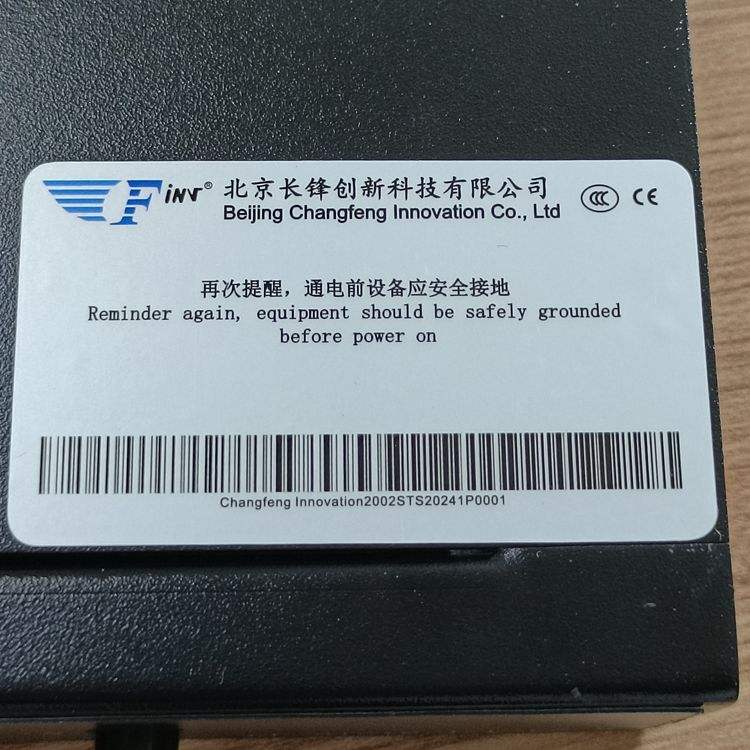 Finnr® 北京长锋创新科技有限公司
Beijing Changfeng Innovation Co., Ltd
CCC CE
再次提醒，通电前设备应安全接地
Reminder again, equipment should be safely grounded
before power on
Changfeng Innovation2002STS20241P0001